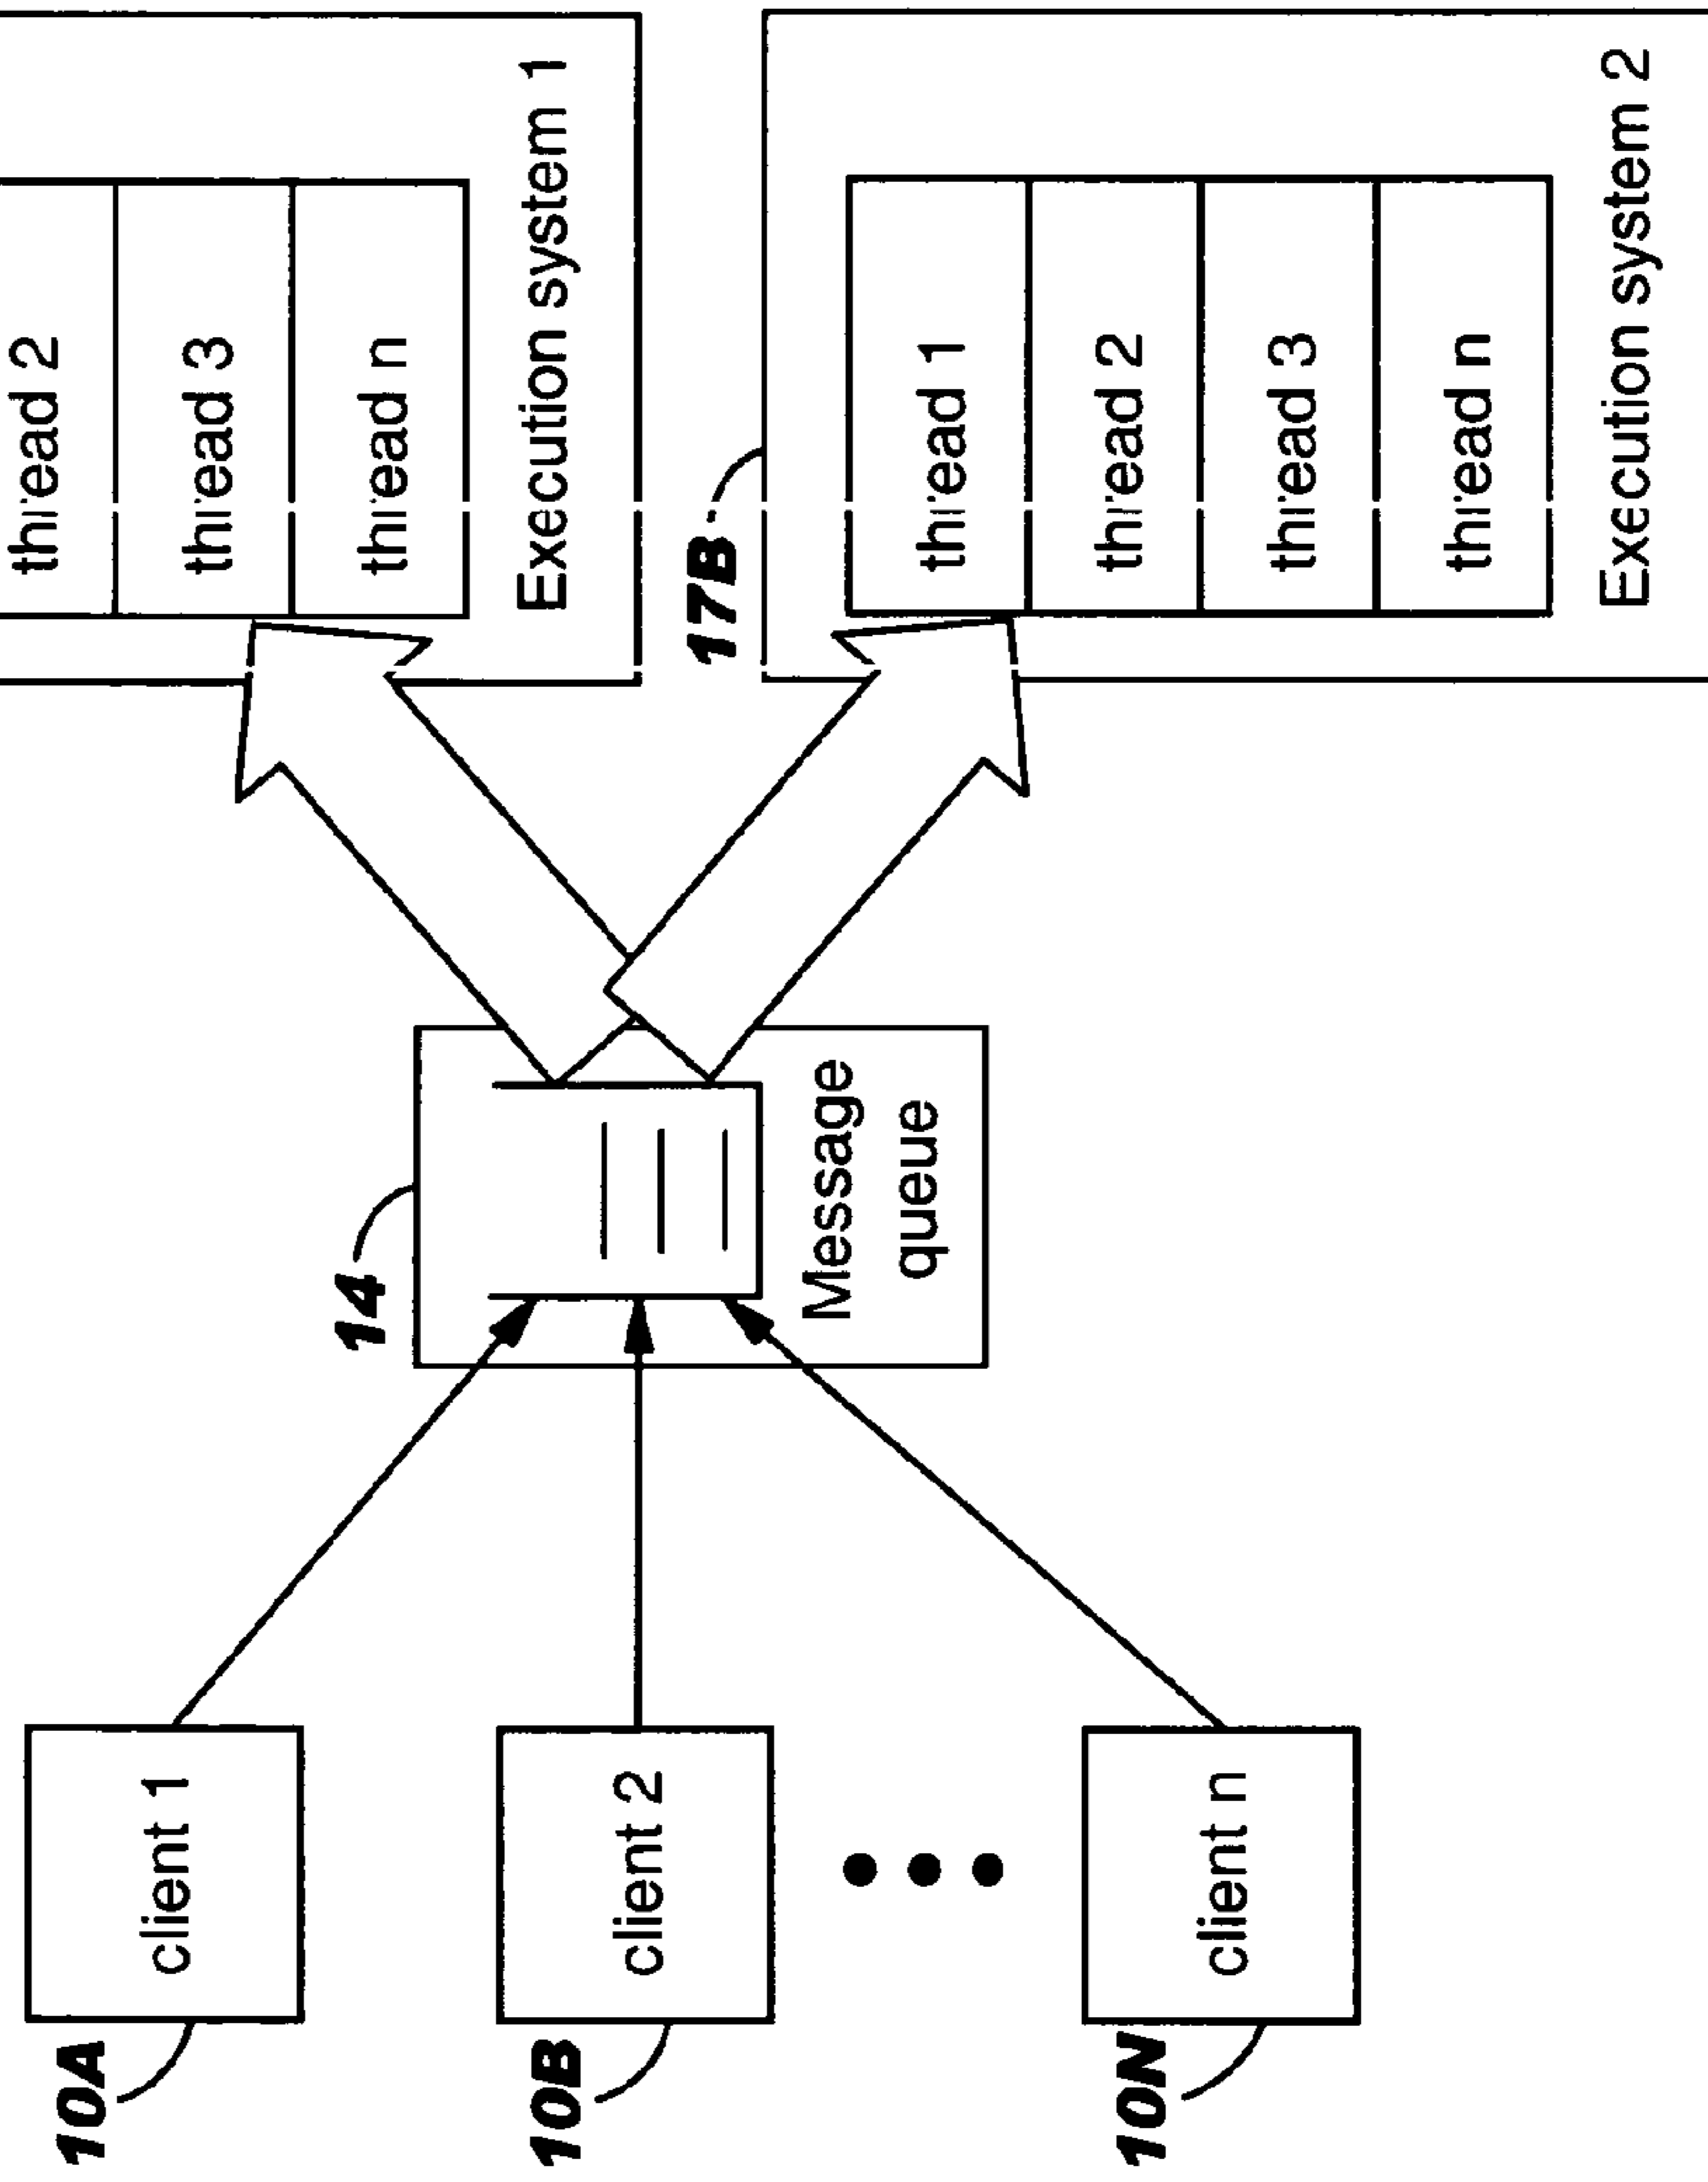 10A
client 1
10B
client 2
10N
client n
14
Message
queue
thread 2
thread 3
thread n
Execution system 1
17B
thread 1
thread 2
thread 3
thread n
Execution system 2